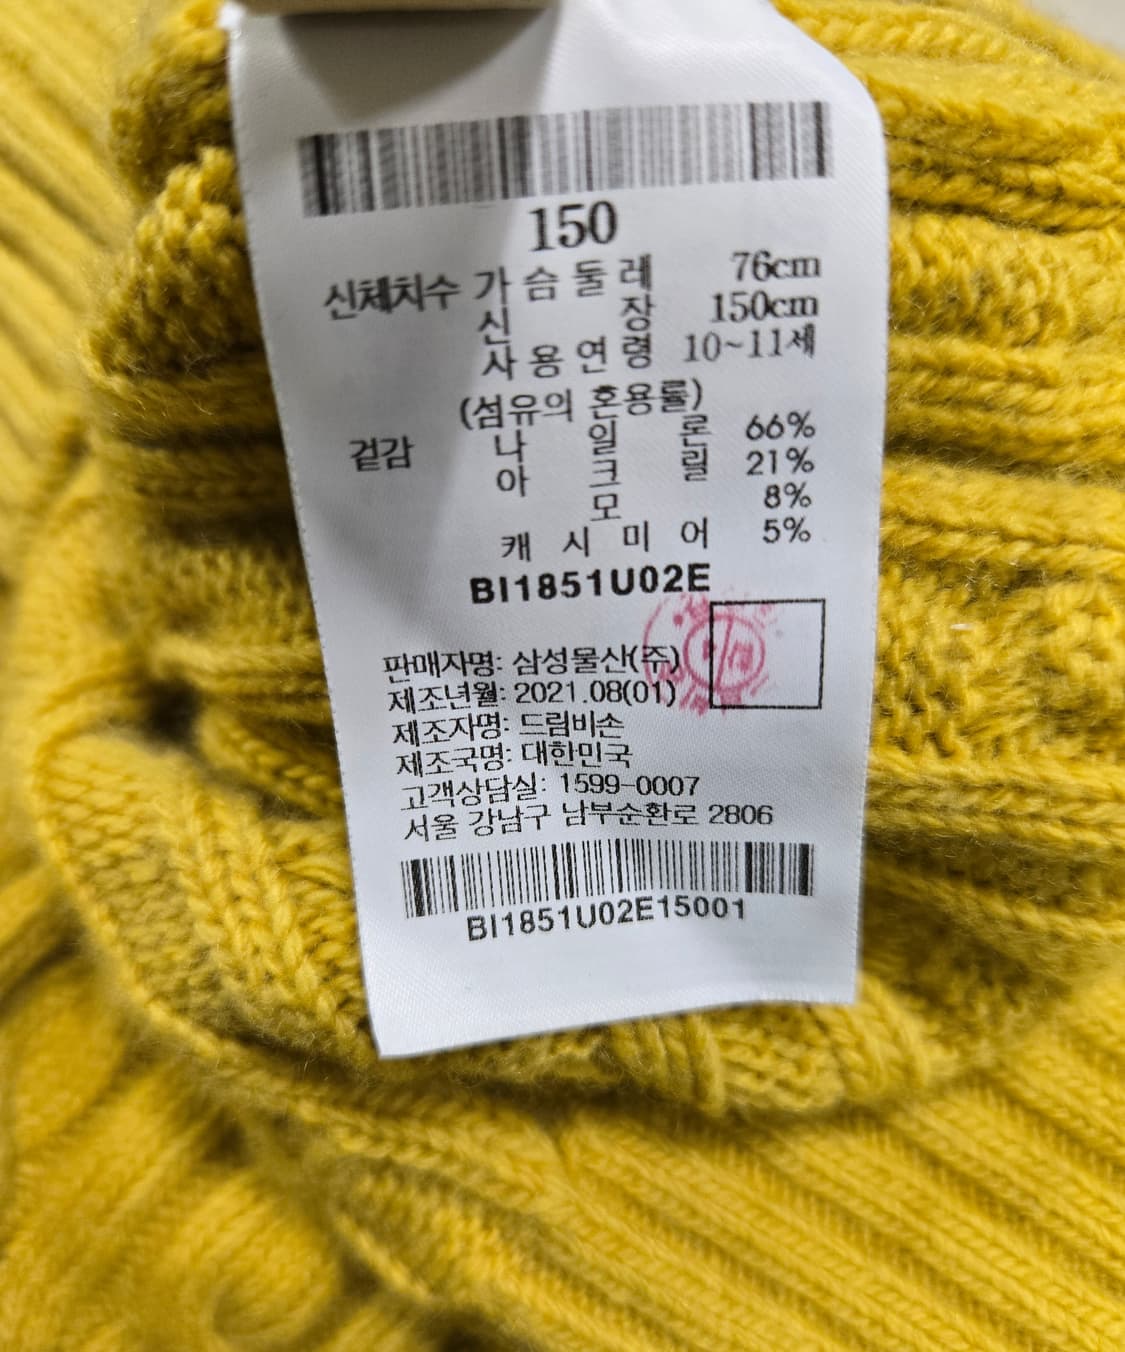 150
신체치수 가슴둘레 76cm
신장 150cm
사용연령 10~11세
(섬유의 혼용률)
겉감 나일론 66%
아크릴 21%
모 8%
캐시미어 5%
BI1851U02E
판매자명: 삼성물산(주)
제조년월: 2021.08(01)
제조자명: 드림비손
제조국명: 대한민국
고객상담실: 1599-0007
서울 강남구 남부순환로 2806
BI1851U02E15001